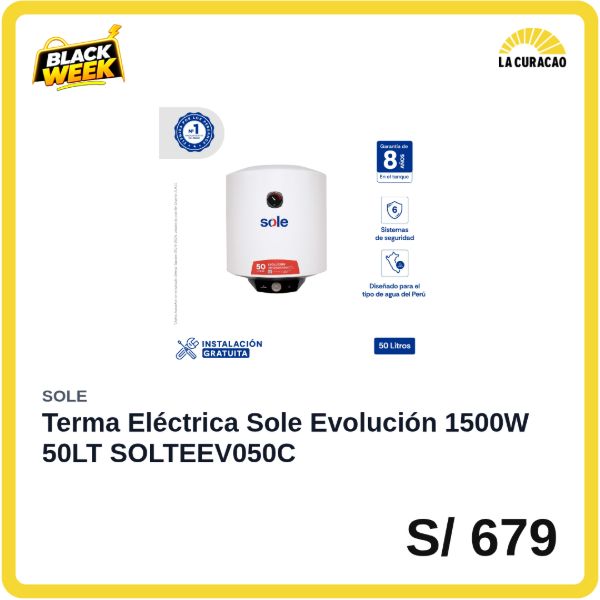 BLACK
WEEK
LA CURACAO
Nº1
Garantía de
8 AÑOS
En el tanque
6
Sistemas
de seguridad
Diseñado para el
tipo de agua del Perú
sole
50
INSTALACIÓN
GRATUITA
50 Litros
SOLE
Terma Eléctrica Sole Evolución 1500W
50LT SOLTEEV050C
S/ 679